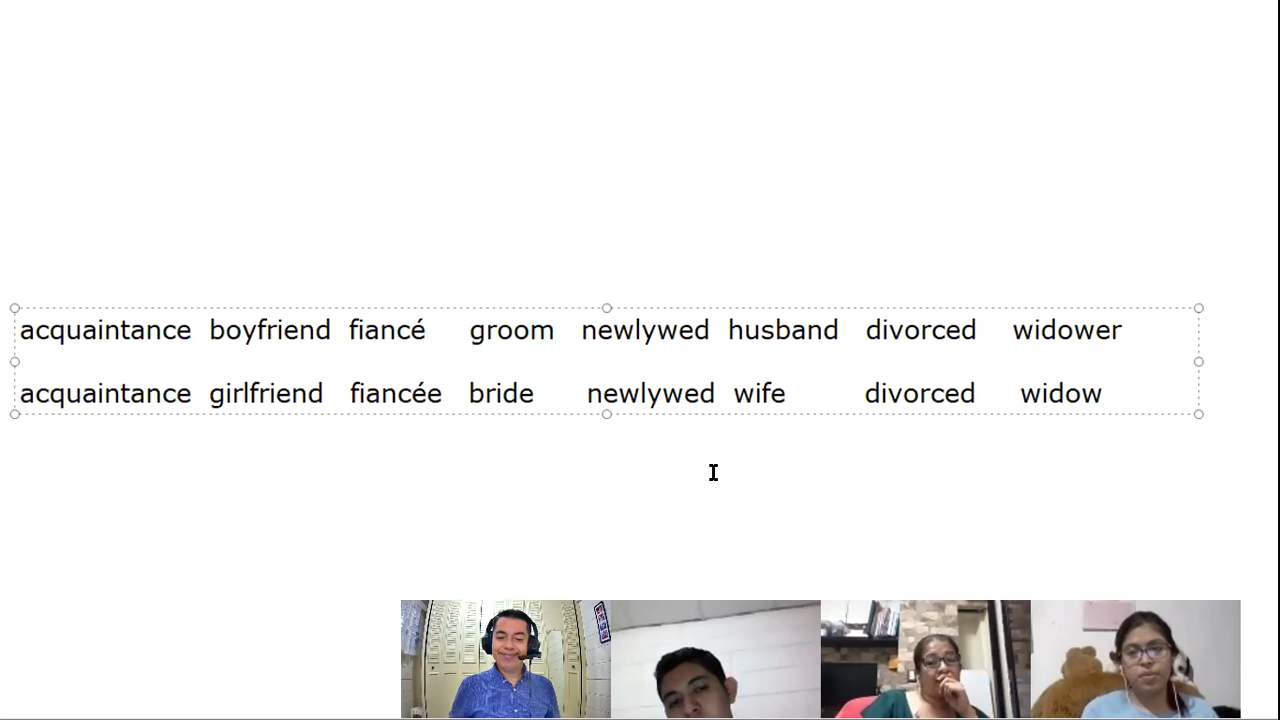 acquaintance boyfriend fiancé groom newlywed husband divorced widower
acquaintance girlfriend fiancée bride newlywed wife divorced widow